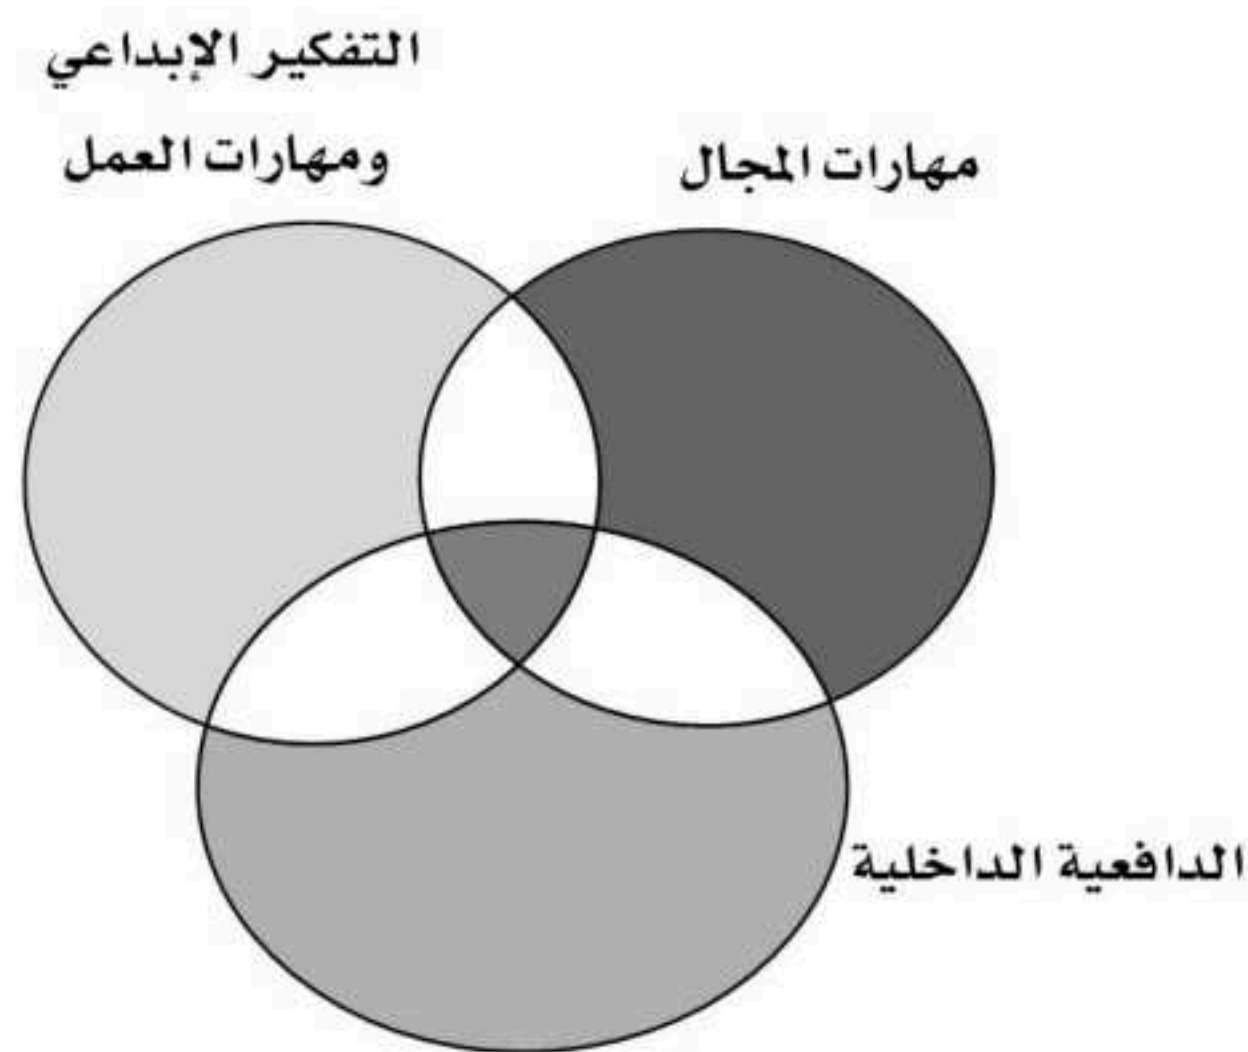 التفكير الإبداعي
ومهارات العمل
مهارات المجال
الدافعية الداخلية